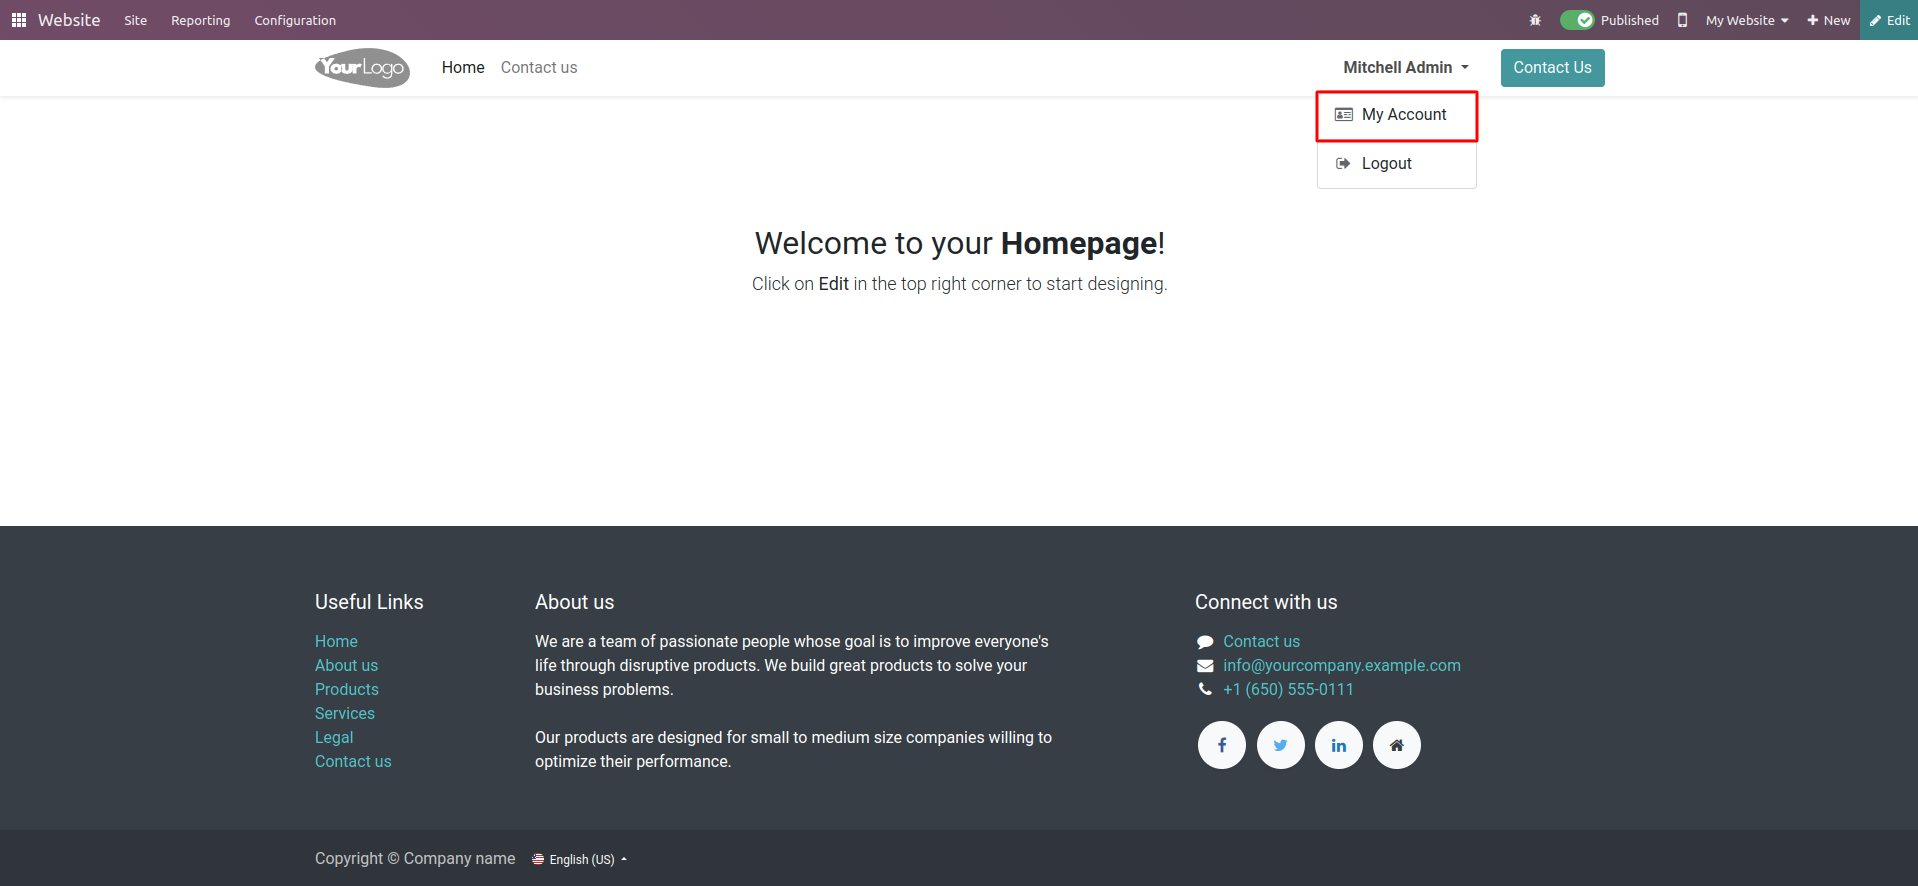 Website Site Reporting Configuration Published My Website New Edit
YourLogo Home Contact us Mitchell Admin Contact Us
My Account
Logout
Welcome to your Homepage!
Click on Edit in the top right corner to start designing.
Useful Links
Home
About us
Products
Services
Legal
Contact us
About us
We are a team of passionate people whose goal is to improve everyone's
life through disruptive products. We build great products to solve your
business problems.
Our products are designed for small to medium size companies willing to
optimize their performance.
Connect with us
Contact us
info@yourcompany.example.com
+1 (650) 555-0111
Copyright © Company name English (US)